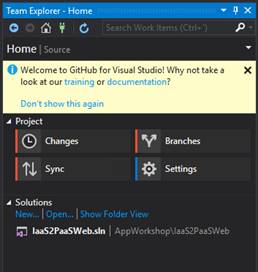 Team Explorer - Home
Search Work Items (Ctrl+')
Home | Source
Welcome to GitHub for Visual Studio! Why not take
a look at our training or documentation?
Don't show this again
Project
Changes
Branches
Sync
Settings
Solutions
New... | Open... | Show Folder View
IaaS2PaaSWeb.sln | AppWorkshop\IaaS2PaaSWeb